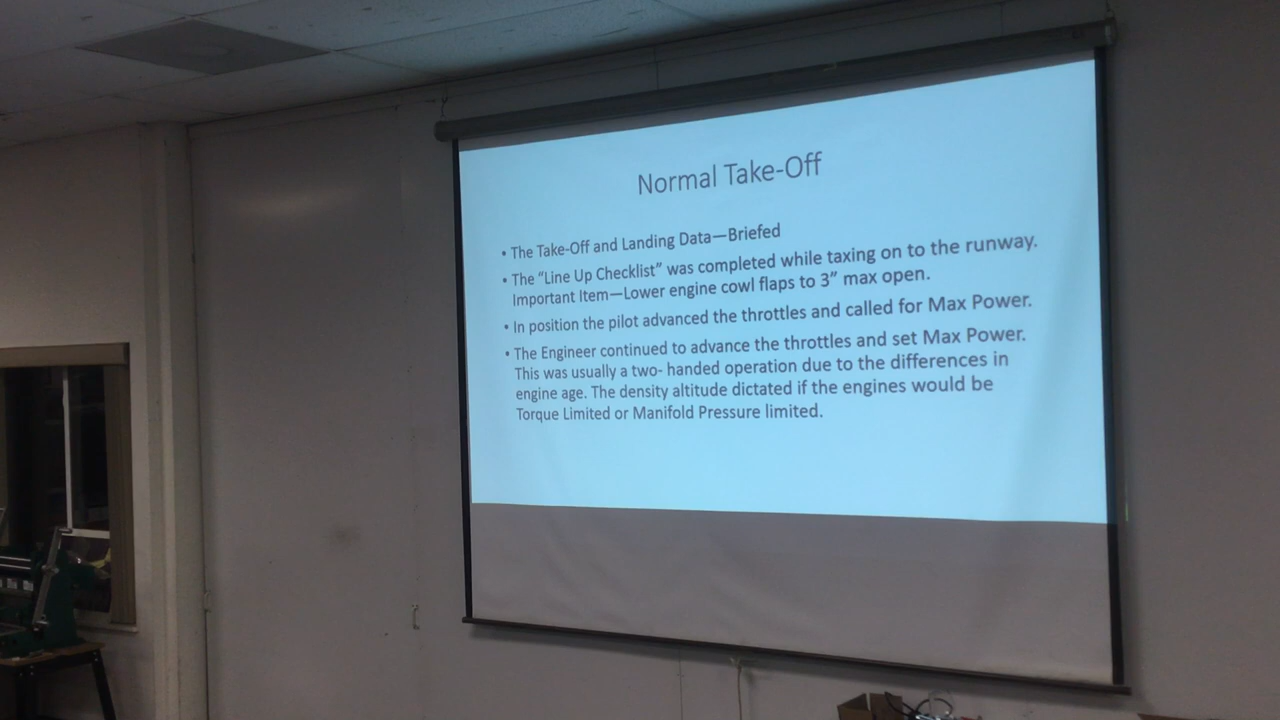 Normal Take-Off
• The Take-Off and Landing Data—Briefed
• The “Line Up Checklist” was completed while taxing on to the runway.
Important Item—Lower engine cowl flaps to 3” max open.
• In position the pilot advanced the throttles and called for Max Power.
• The Engineer continued to advance the throttles and set Max Power.
This was usually a two- handed operation due to the differences in
engine age. The density altitude dictated if the engines would be
Torque Limited or Manifold Pressure limited.